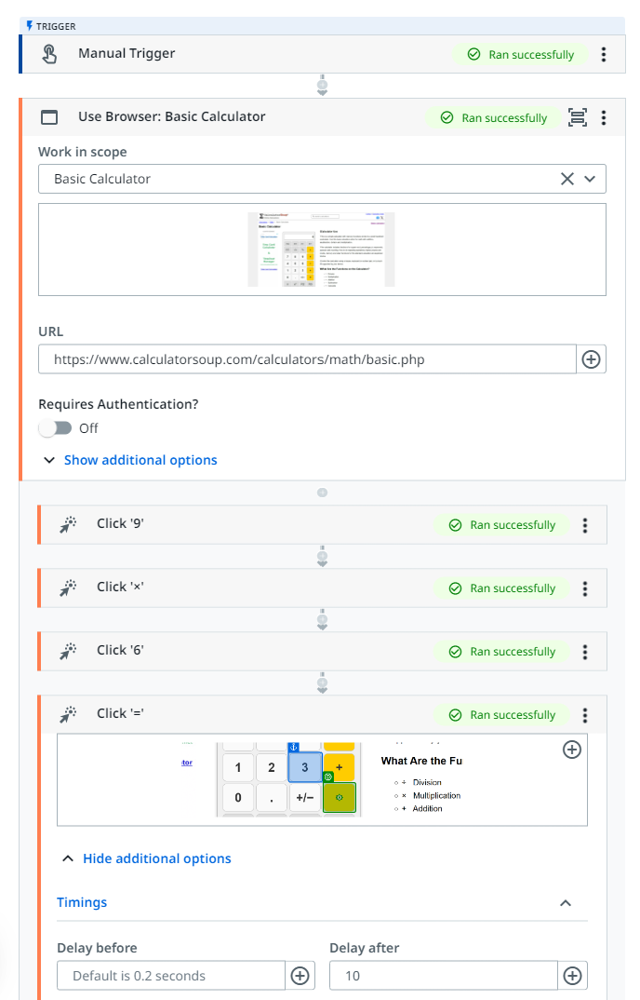 TRIGGER
Manual Trigger
Ran successfully
Use Browser: Basic Calculator
Ran successfully
Work in scope
Basic Calculator
Basic Calculator
URL
https://www.calculatorsoup.com/calculators/math/basic.php
Requires Authentication?
Off
Show additional options
Click '9'
Ran successfully
Click '×'
Ran successfully
Click '6'
Ran successfully
Click '='
Ran successfully
tor
1 2 3 +
0 . +/−
What Are the Fu
÷ Division
× Multiplication
+ Addition
Hide additional options
Timings
Delay before
Delay after
Default is 0.2 seconds
10